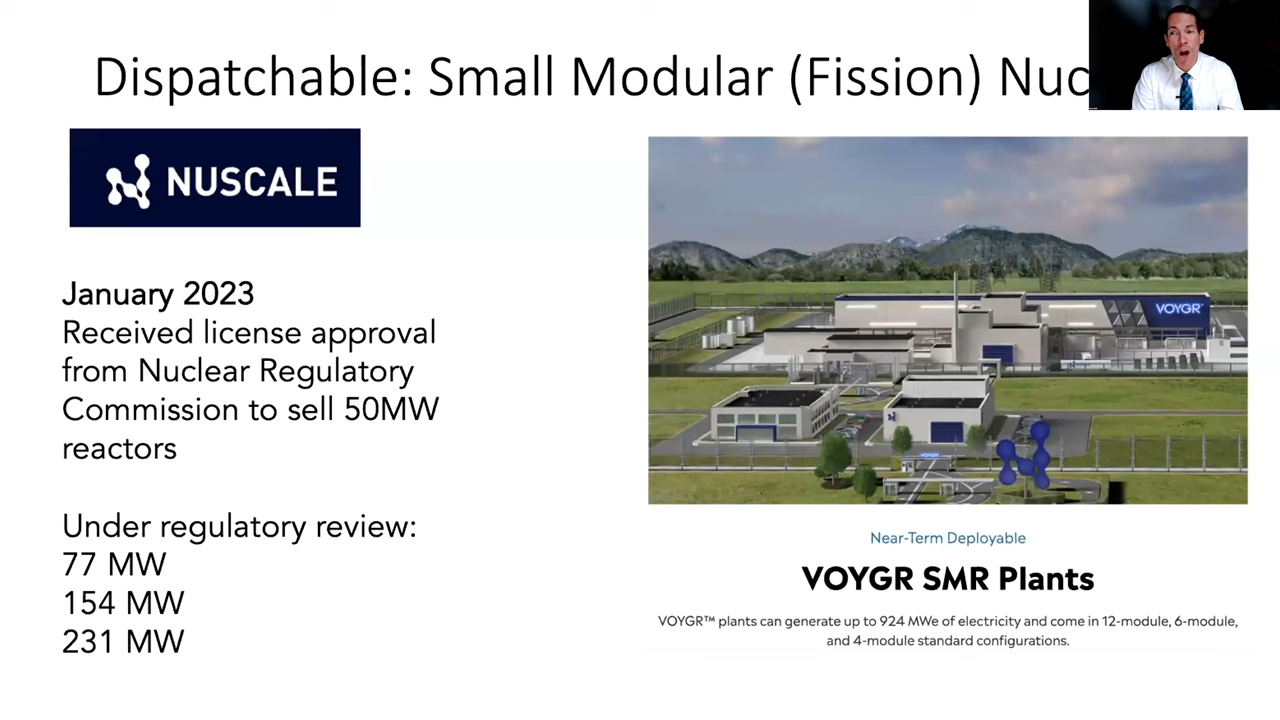 Dispatchable: Small Modular (Fission) Nuc
NUSCALE
January 2023
Received license approval
from Nuclear Regulatory
Commission to sell 50MW
reactors
Under regulatory review:
77 MW
154 MW
231 MW
VOYGR
Near-Term Deployable
VOYGR SMR Plants
VOYGR™ plants can generate up to 924 MWe of electricity and come in 12-module, 6-module,
and 4-module standard configurations.